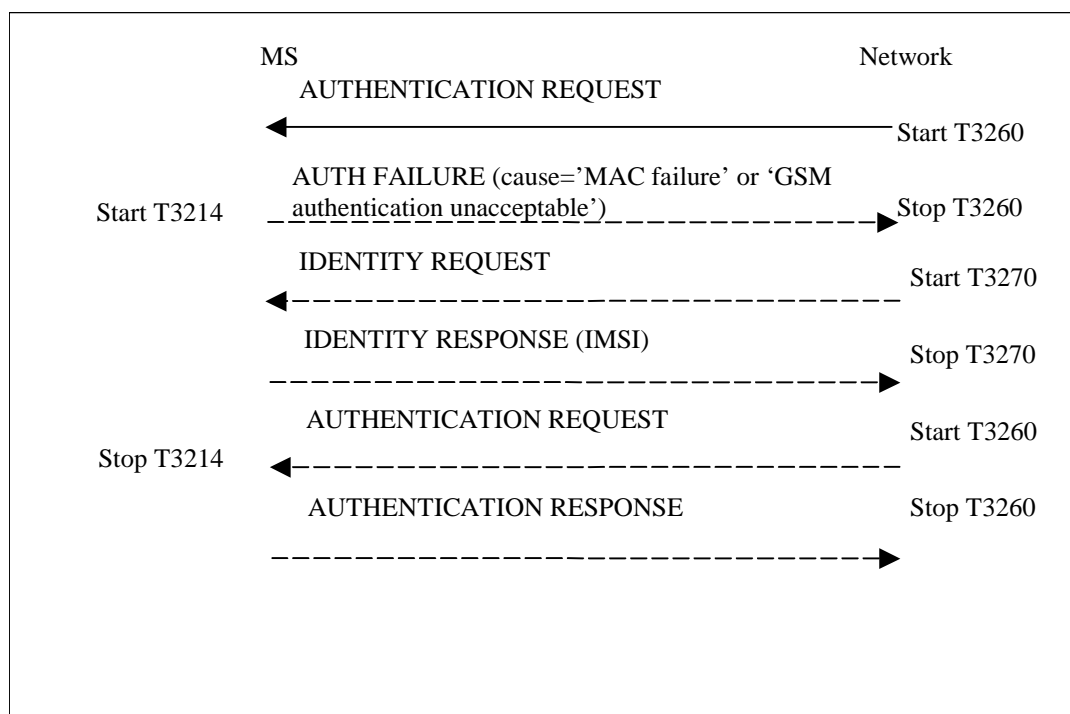 MS Network
AUTHENTICATION REQUEST
Start T3260
AUTH FAILURE (cause=’MAC failure’ or ‘GSM
authentication unacceptable’)
Start T3214
Stop T3260
IDENTITY REQUEST
Start T3270
IDENTITY RESPONSE (IMSI)
Stop T3270
AUTHENTICATION REQUEST
Start T3260
Stop T3214
AUTHENTICATION RESPONSE
Stop T3260